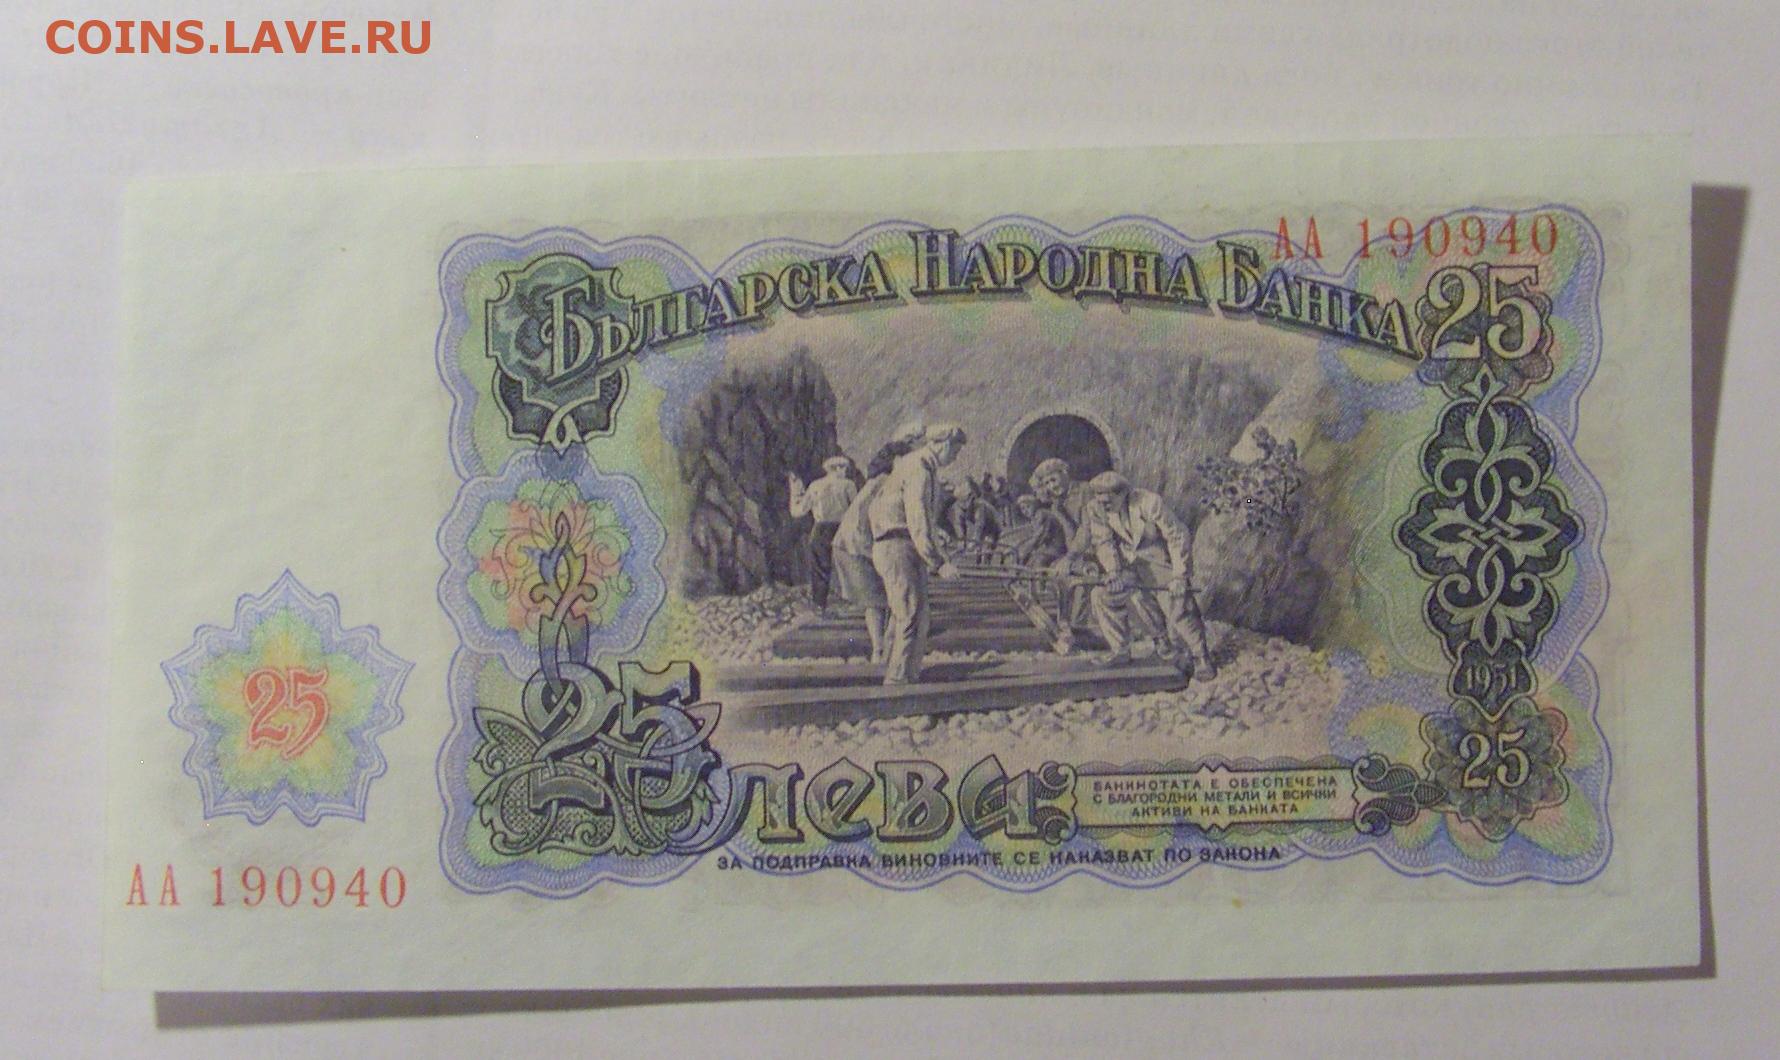 COINS.LAVE.RU
АА 190940
БЪЛГАРСКА НАРОДНА БАНКА
25
25
1951
25
25 ЛЕВА
БАНКНОТАТА Е ОБЕСПЕЧЕНА
С БЛАГОРОДНИ МЕТАЛИ И ВСИЧКИ
АКТИВИ НА БАНКАТА
ЗА ПОДПРАВКА ВИНОВНИТЕ СЕ НАКАЗВАТ ПО ЗАКОНА
АА 190940